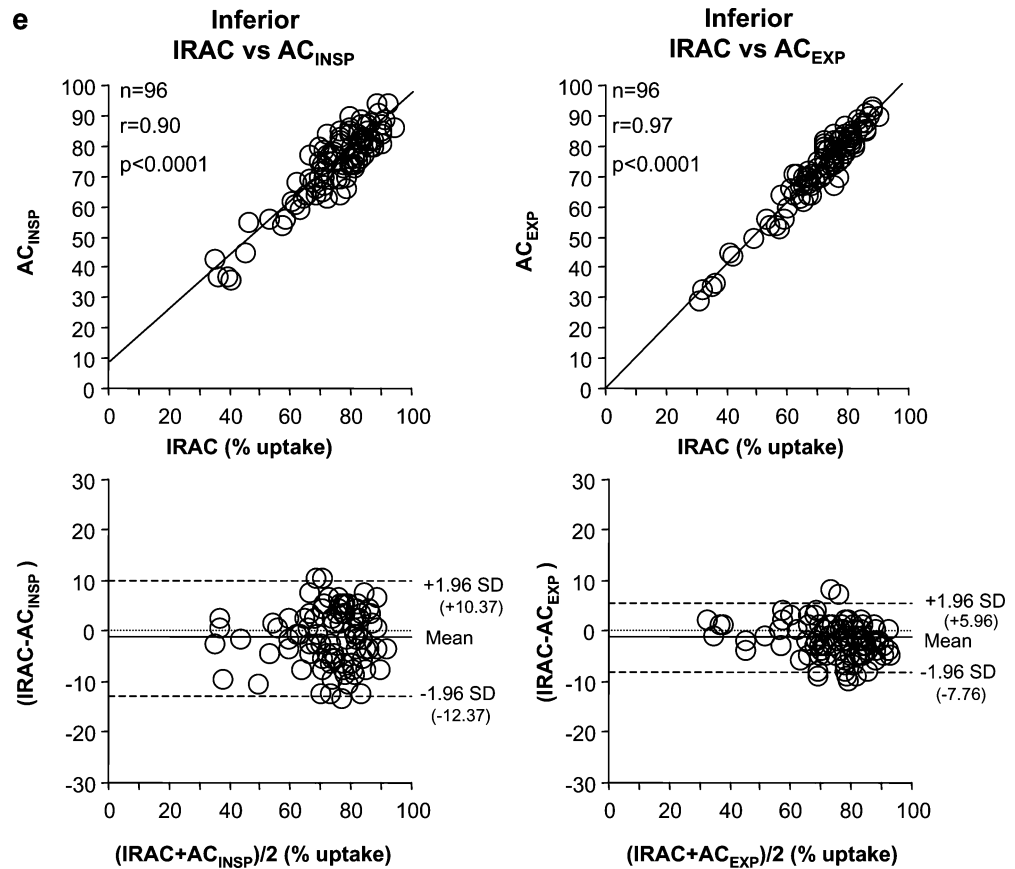 e
Inferior
IRAC vs AC_INSP
n=96
r=0.90
p<0.0001
AC_INSP
100
90
80
70
60
50
40
30
20
10
0
0 20 40 60 80 100
IRAC (% uptake)
Inferior
IRAC vs AC_EXP
n=96
r=0.97
p<0.0001
AC_EXP
100
90
80
70
60
50
40
30
20
10
0
0 20 40 60 80 100
IRAC (% uptake)
(IRAC-AC_INSP)
30
20
10
0
-10
-20
-30
+1.96 SD
(+10.37)
Mean
-1.96 SD
(-12.37)
0 20 40 60 80 100
(IRAC+AC_INSP)/2 (% uptake)
(IRAC-AC_EXP)
30
20
10
0
-10
-20
-30
+1.96 SD
(+5.96)
Mean
-1.96 SD
(-7.76)
0 20 40 60 80 100
(IRAC+AC_EXP)/2 (% uptake)